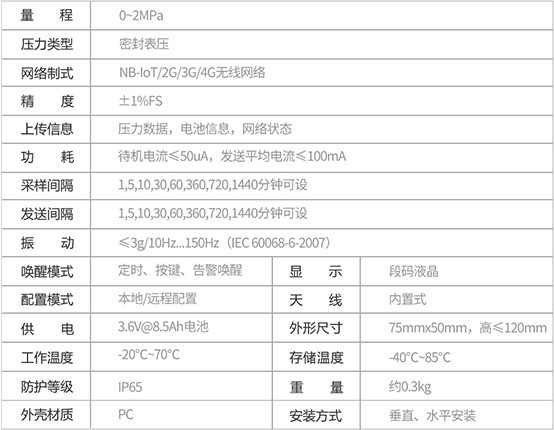 量 程 0~2MPa
压力类型 密封表压
网络制式 NB-IoT/2G/3G/4G无线网络
精 度 ±1%FS
上传信息 压力数据，电池信息，网络状态
功 耗 待机电流≤50uA，发送平均电流≤100mA
采样间隔 1,5,10,30,60,360,720,1440分钟可设
发送间隔 1,5,10,30,60,360,720,1440分钟可设
振 动 ≤3g/10Hz...150Hz（IEC 60068-6-2007）
唤醒模式 定时、按键、告警唤醒 显 示 段码液晶
配置模式 本地/远程配置 天 线 内置式
供 电 3.6V@8.5Ah电池 外形尺寸 75mmx50mm，高≤120mm
工作温度 -20°C~70°C 存储温度 -40°C~85°C
防护等级 IP65 重 量 约0.3kg
外壳材质 PC 安装方式 垂直、水平安装